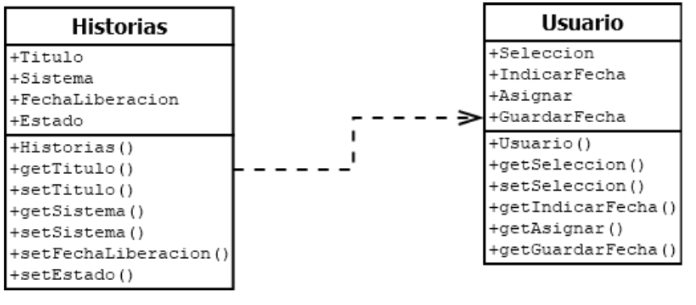 Historias
+Titulo
+Sistema
+FechaLiberacion
+Estado
+Historias()
+getTitulo()
+setTitulo()
+getSistema()
+setSistema()
+setFechaLiberacion()
+setEstado()
Usuario
+Seleccion
+IndicarFecha
+Asignar
+GuardarFecha
+Usuario()
+getSeleccion()
+setSeleccion()
+getIndicarFecha()
+getAsignar()
+getGuardarFecha()